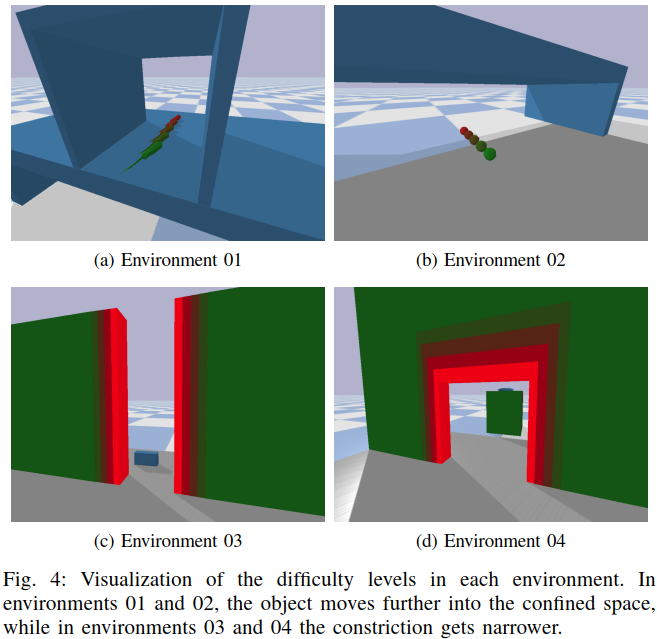 (a) Environment 01
(b) Environment 02
(c) Environment 03
(d) Environment 04
Fig. 4: Visualization of the difficulty levels in each environment. In
environments 01 and 02, the object moves further into the confined space,
while in environments 03 and 04 the constriction gets narrower.